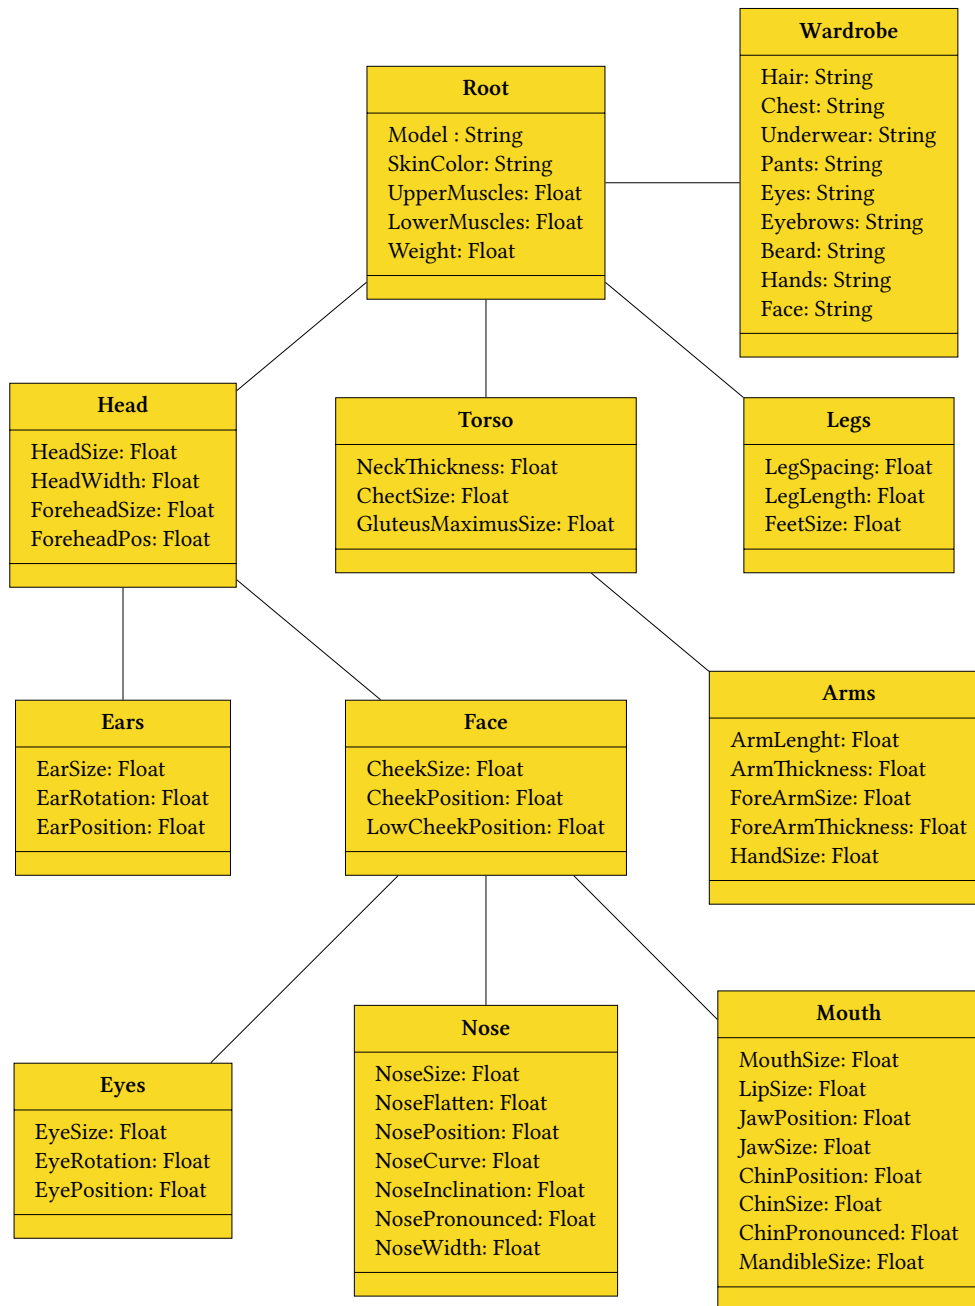 Wardrobe
Hair: String
Chest: String
Underwear: String
Pants: String
Eyes: String
Eyebrows: String
Beard: String
Hands: String
Face: String
Root
Model : String
SkinColor: String
UpperMuscles: Float
LowerMuscles: Float
Weight: Float
Head
HeadSize: Float
HeadWidth: Float
ForeheadSize: Float
ForeheadPos: Float
Torso
NeckThickness: Float
ChectSize: Float
GluteusMaximusSize: Float
Legs
LegSpacing: Float
LegLength: Float
FeetSize: Float
Ears
EarSize: Float
EarRotation: Float
EarPosition: Float
Face
CheekSize: Float
CheekPosition: Float
LowCheekPosition: Float
Arms
ArmLenght: Float
ArmThickness: Float
ForeArmSize: Float
ForeArmThickness: Float
HandSize: Float
Eyes
EyeSize: Float
EyeRotation: Float
EyePosition: Float
Nose
NoseSize: Float
NoseFlatten: Float
NosePosition: Float
NoseCurve: Float
NoseInclination: Float
NosePronounced: Float
NoseWidth: Float
Mouth
MouthSize: Float
LipSize: Float
JawPosition: Float
JawSize: Float
ChinPosition: Float
ChinSize: Float
ChinPronounced: Float
MandibleSize: Float